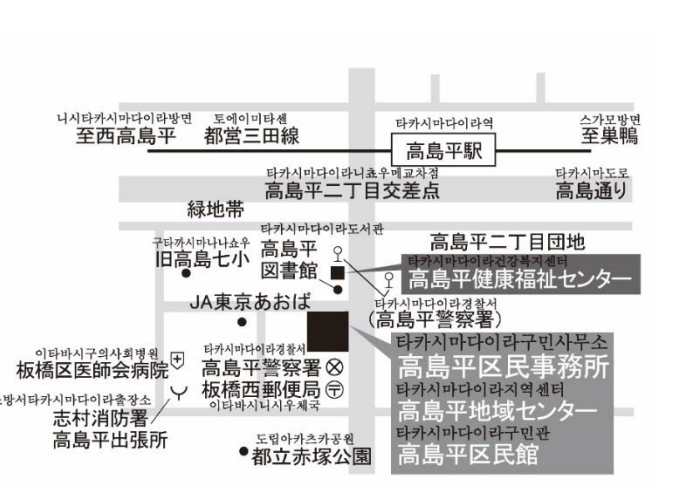 니시타카시마다이라방면
至西高島平
토에이미타센
都営三田線
타카시마다이라역
高島平駅
스가모방면
至巣鴨
타카시마다이라니쵸우메교차점
高島平二丁目交差点
타카시마도로
高島通り
緑地帯
구타까시마나나쇼우
旧高島七小
타카시마다이라도서관
高島平
図書館
高島平二丁目団地
타카시마다이라건강복지센터
高島平健康福祉センター
JA東京あおば
타카시마다이라경찰서
(高島平警察署)
타카시마다이라구민사무소
高島平区民事務所
타카시마다이라지역센터
高島平地域センター
타카시마다이라구민관
高島平区民館
이타바시구의사회병원
板橋区医師会病院
타카시마다이라경찰서
高島平警察署
板橋西郵便局
이타바시니시우체국
방서타카시마다이라출장소
志村消防署
高島平出張所
도립아카즈카공원
都立赤塚公園